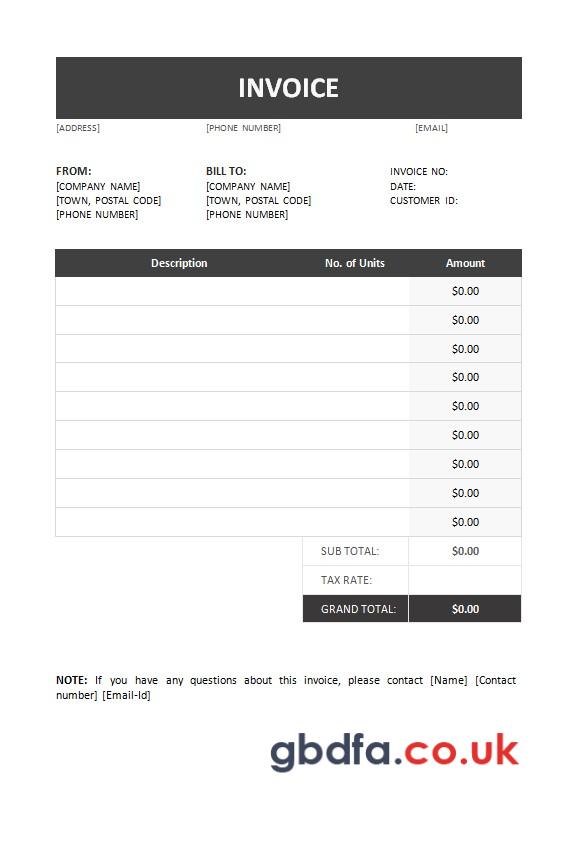 INVOICE
[ADDRESS] [PHONE NUMBER] [EMAIL]
FROM: BILL TO: INVOICE NO:
[COMPANY NAME] [COMPANY NAME] DATE:
[TOWN, POSTAL CODE] [TOWN, POSTAL CODE] CUSTOMER ID:
[PHONE NUMBER] [PHONE NUMBER]
Description No. of Units Amount
$0.00
$0.00
$0.00
$0.00
$0.00
$0.00
$0.00
$0.00
$0.00
SUB TOTAL: $0.00
TAX RATE:
GRAND TOTAL: $0.00
NOTE: If you have any questions about this invoice, please contact [Name] [Contact
number] [Email-Id]
gbdfa.co.uk